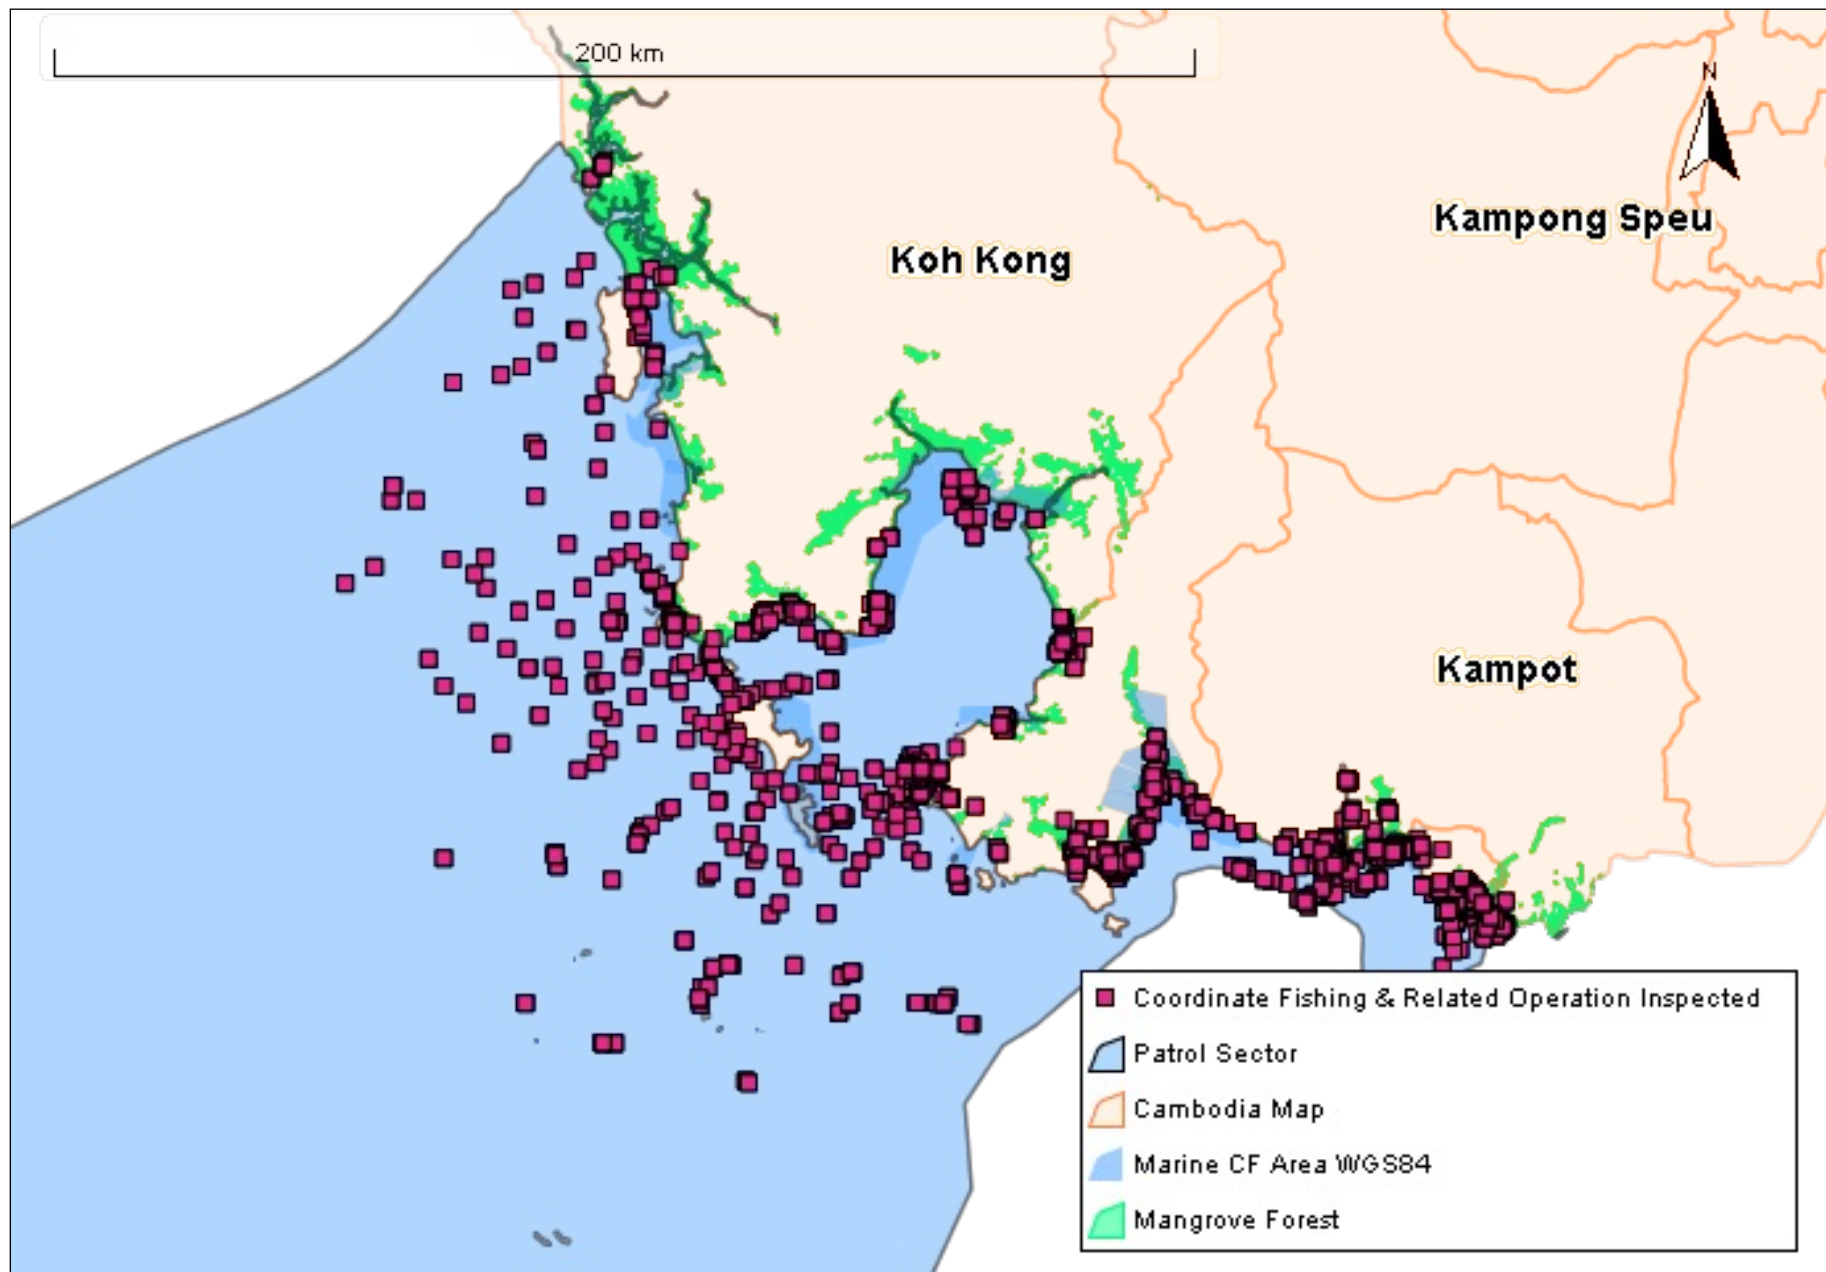 200 km
N
Kampong Speu
Koh Kong
Kampot
Coordinate Fishing & Related Operation Inspected
Patrol Sector
Cambodia Map
Marine CF Area WGS84
Mangrove Forest